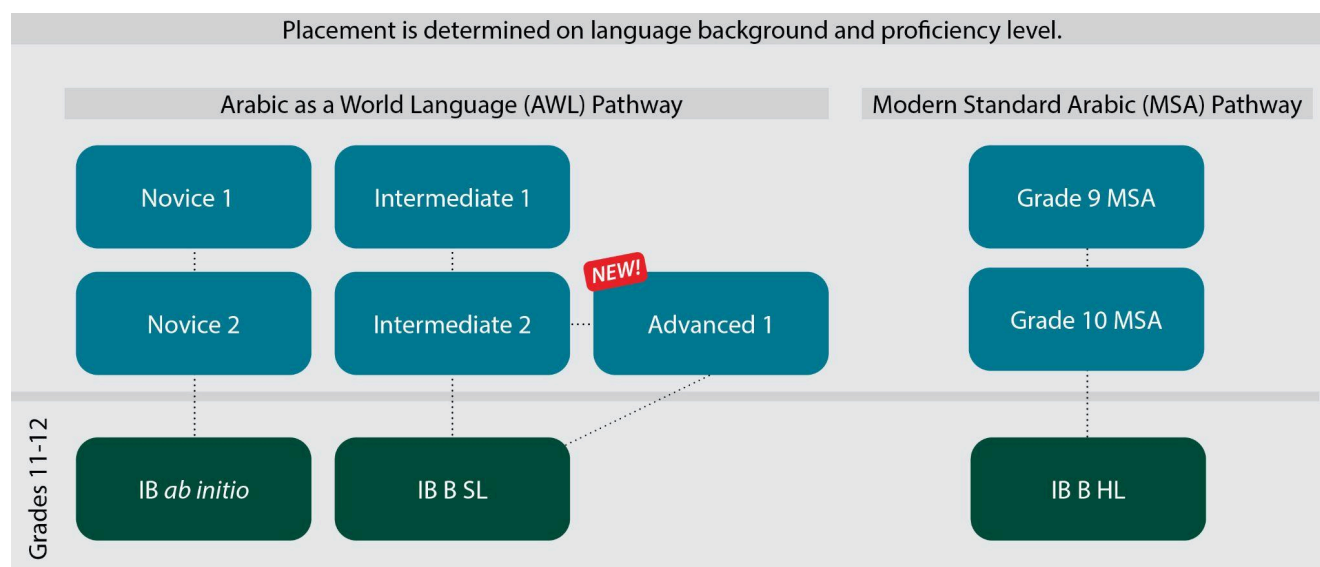 Placement is determined on language background and proficiency level.
Arabic as a World Language (AWL) Pathway
Modern Standard Arabic (MSA) Pathway
Novice 1
Intermediate 1
Grade 9 MSA
NEW!
Novice 2
Intermediate 2
Advanced 1
Grade 10 MSA
Grades 11-12
IB ab initio
IB B SL
IB B HL